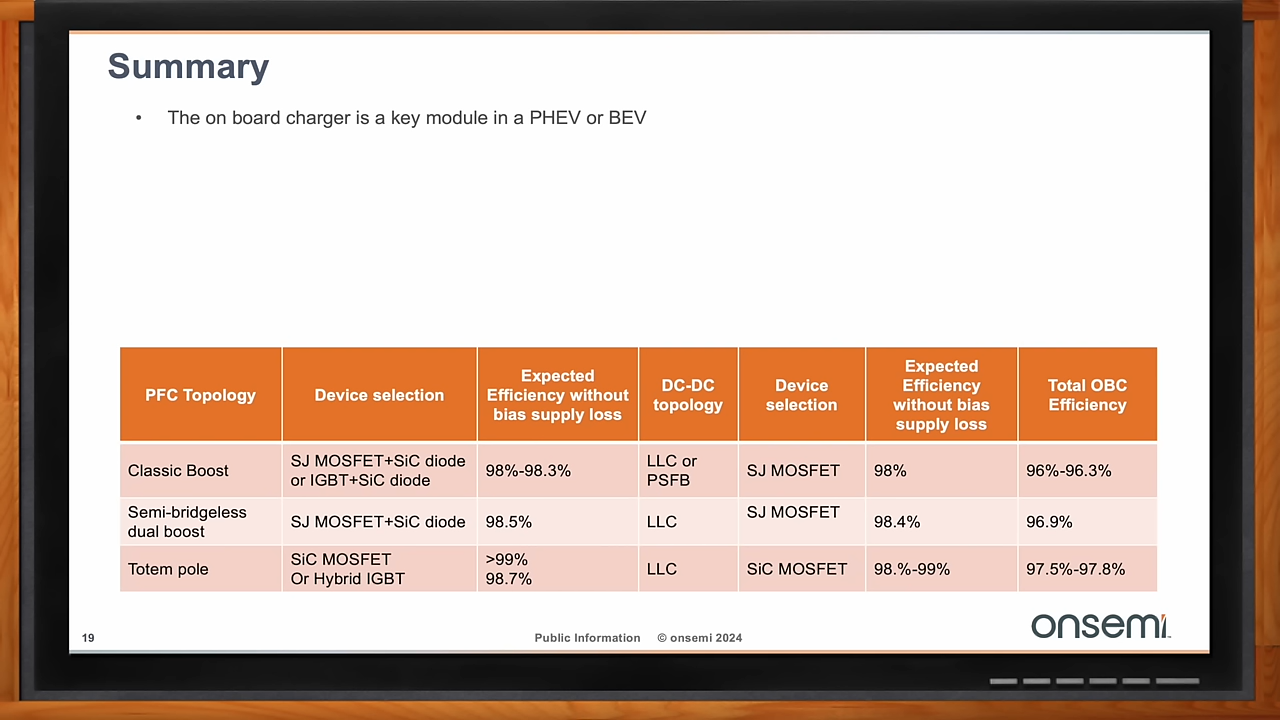 Summary
• The on board charger is a key module in a PHEV or BEV
PFC Topology
Device selection
Expected
Efficiency without
bias supply loss
DC-DC
topology
Device
selection
Expected
Efficiency
without bias
supply loss
Total OBC
Efficiency
Classic Boost
SJ MOSFET+SiC diode
or IGBT+SiC diode
98%-98.3%
LLC or
PSFB
SJ MOSFET
98%
96%-96.3%
Semi-bridgeless
dual boost
SJ MOSFET+SiC diode
98.5%
LLC
SJ MOSFET
98.4%
96.9%
Totem pole
SiC MOSFET
Or Hybrid IGBT
>99%
98.7%
LLC
SiC MOSFET
98.%-99%
97.5%-97.8%
19
Public Information © onsemi 2024
onsemi